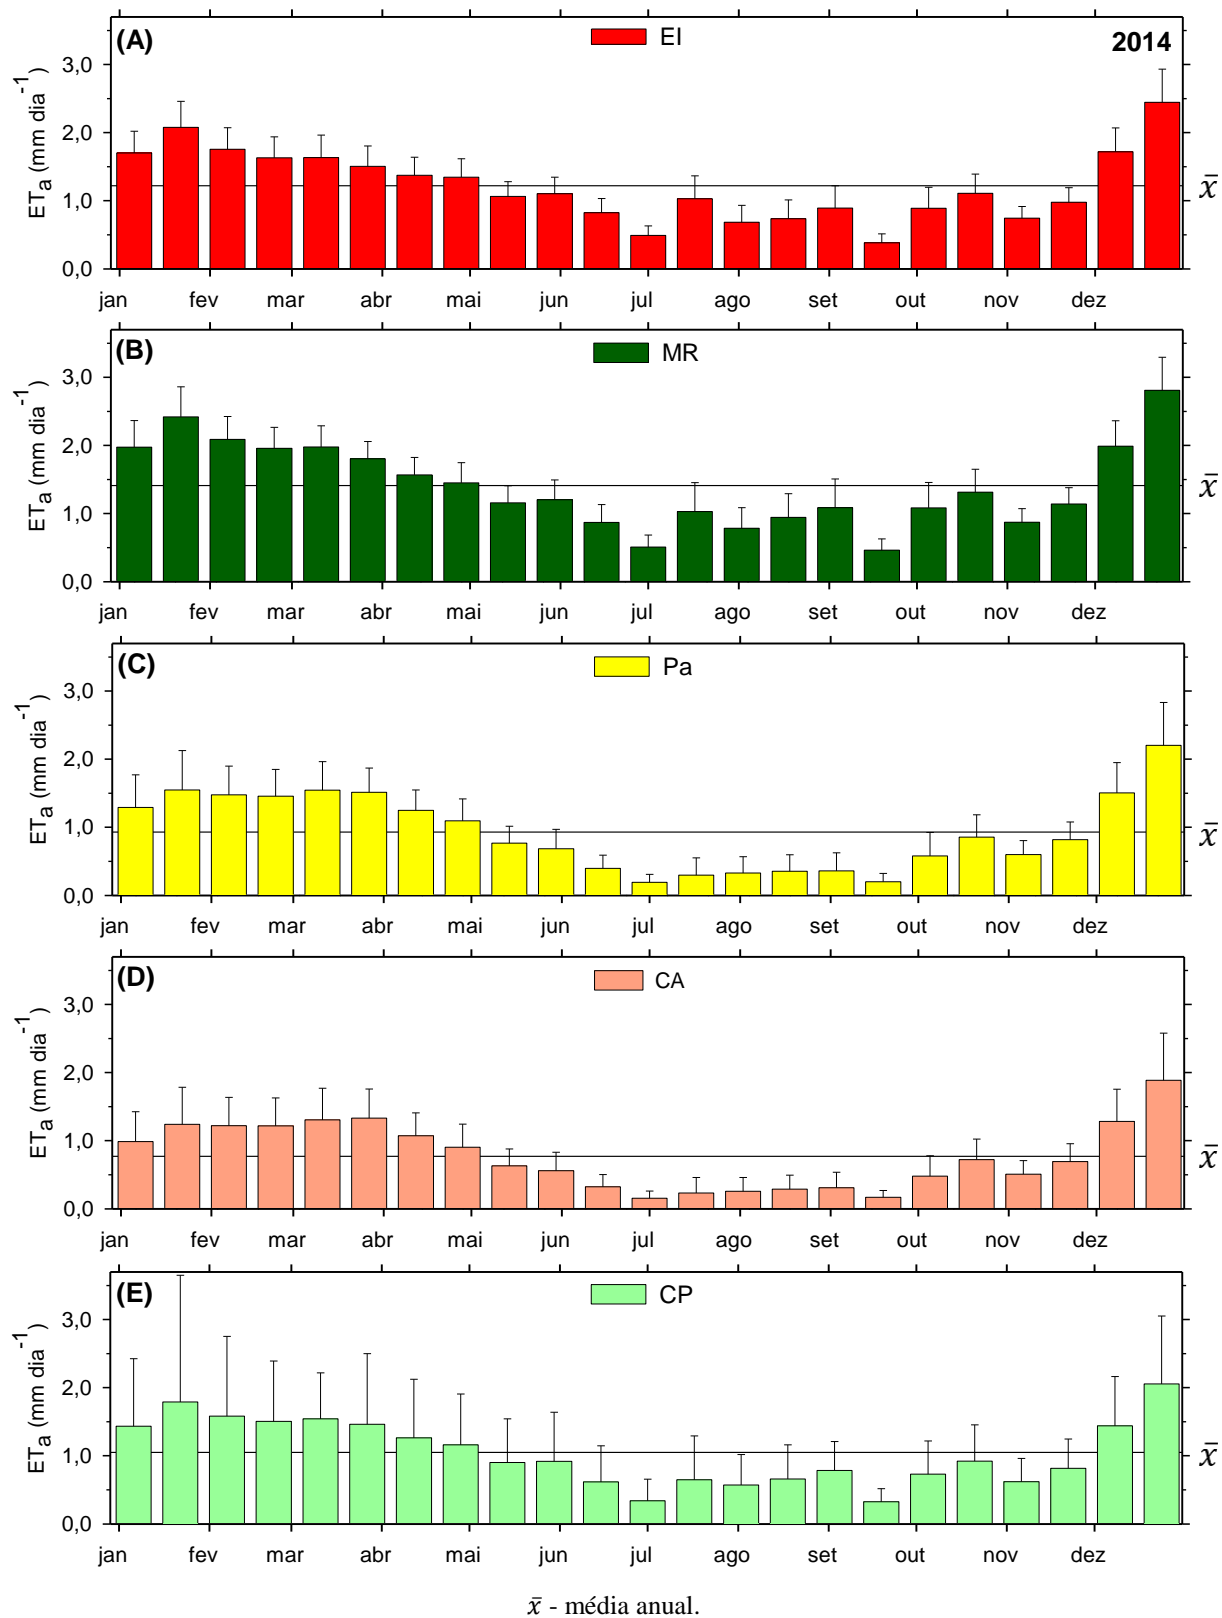 (A) EI 2014
3,0
2,0
1,0
0,0
ETa (mm dia-1)
x̄
jan fev mar abr mai jun jul ago set out nov dez
(B) MR
3,0
2,0
1,0
0,0
ETa (mm dia-1)
x̄
jan fev mar abr mai jun jul ago set out nov dez
(C) Pa
3,0
2,0
1,0
0,0
ETa (mm dia-1)
x̄
jan fev mar abr mai jun jul ago set out nov dez
(D) CA
3,0
2,0
1,0
0,0
ETa (mm dia-1)
x̄
jan fev mar abr mai jun jul ago set out nov dez
(E) CP
3,0
2,0
1,0
0,0
ETa (mm dia-1)
x̄
jan fev mar abr mai jun jul ago set out nov dez
x̄ - média anual.